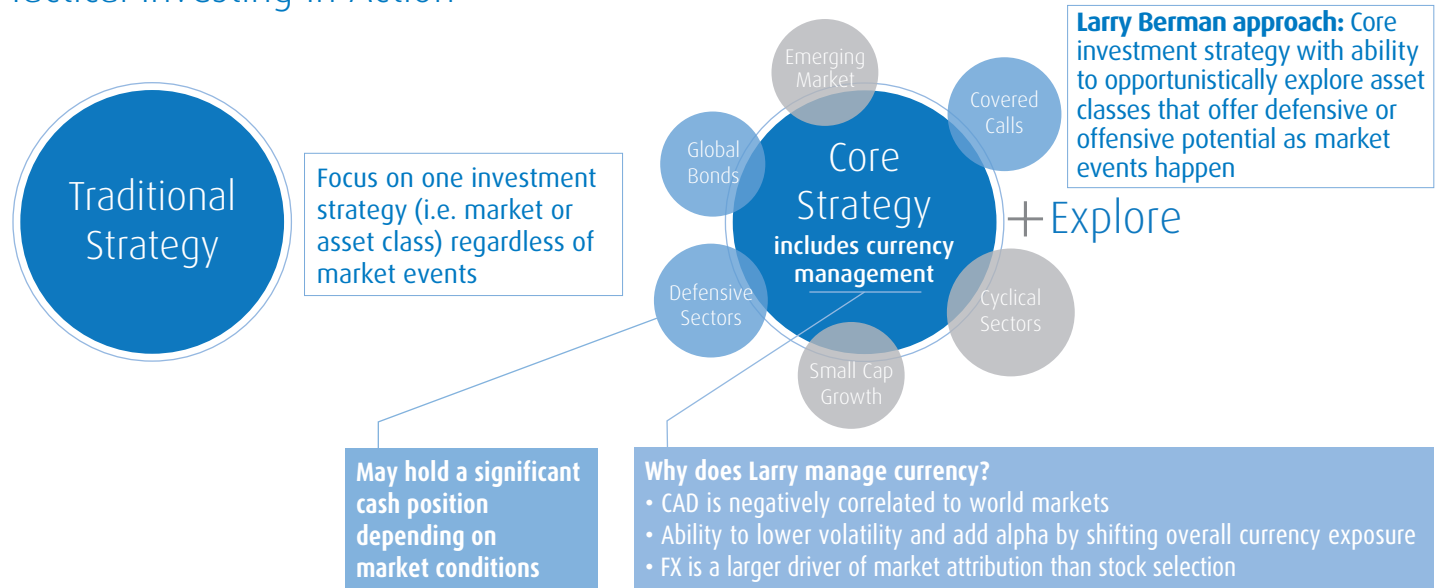 Tactical Investing in Action
Traditional
Strategy
Focus on one investment
strategy (i.e. market or
asset class) regardless of
market events
Emerging
Market
Covered
Calls
Global
Bonds
Core
Strategy
includes currency
management
Defensive
Sectors
Cyclical
Sectors
Small Cap
Growth
+ Explore
Larry Berman approach: Core
investment strategy with ability
to opportunistically explore asset
classes that offer defensive or
offensive potential as market
events happen
May hold a significant
cash position
depending on
market conditions
Why does Larry manage currency?
• CAD is negatively correlated to world markets
• Ability to lower volatility and add alpha by shifting overall currency exposure
• FX is a larger driver of market attribution than stock selection